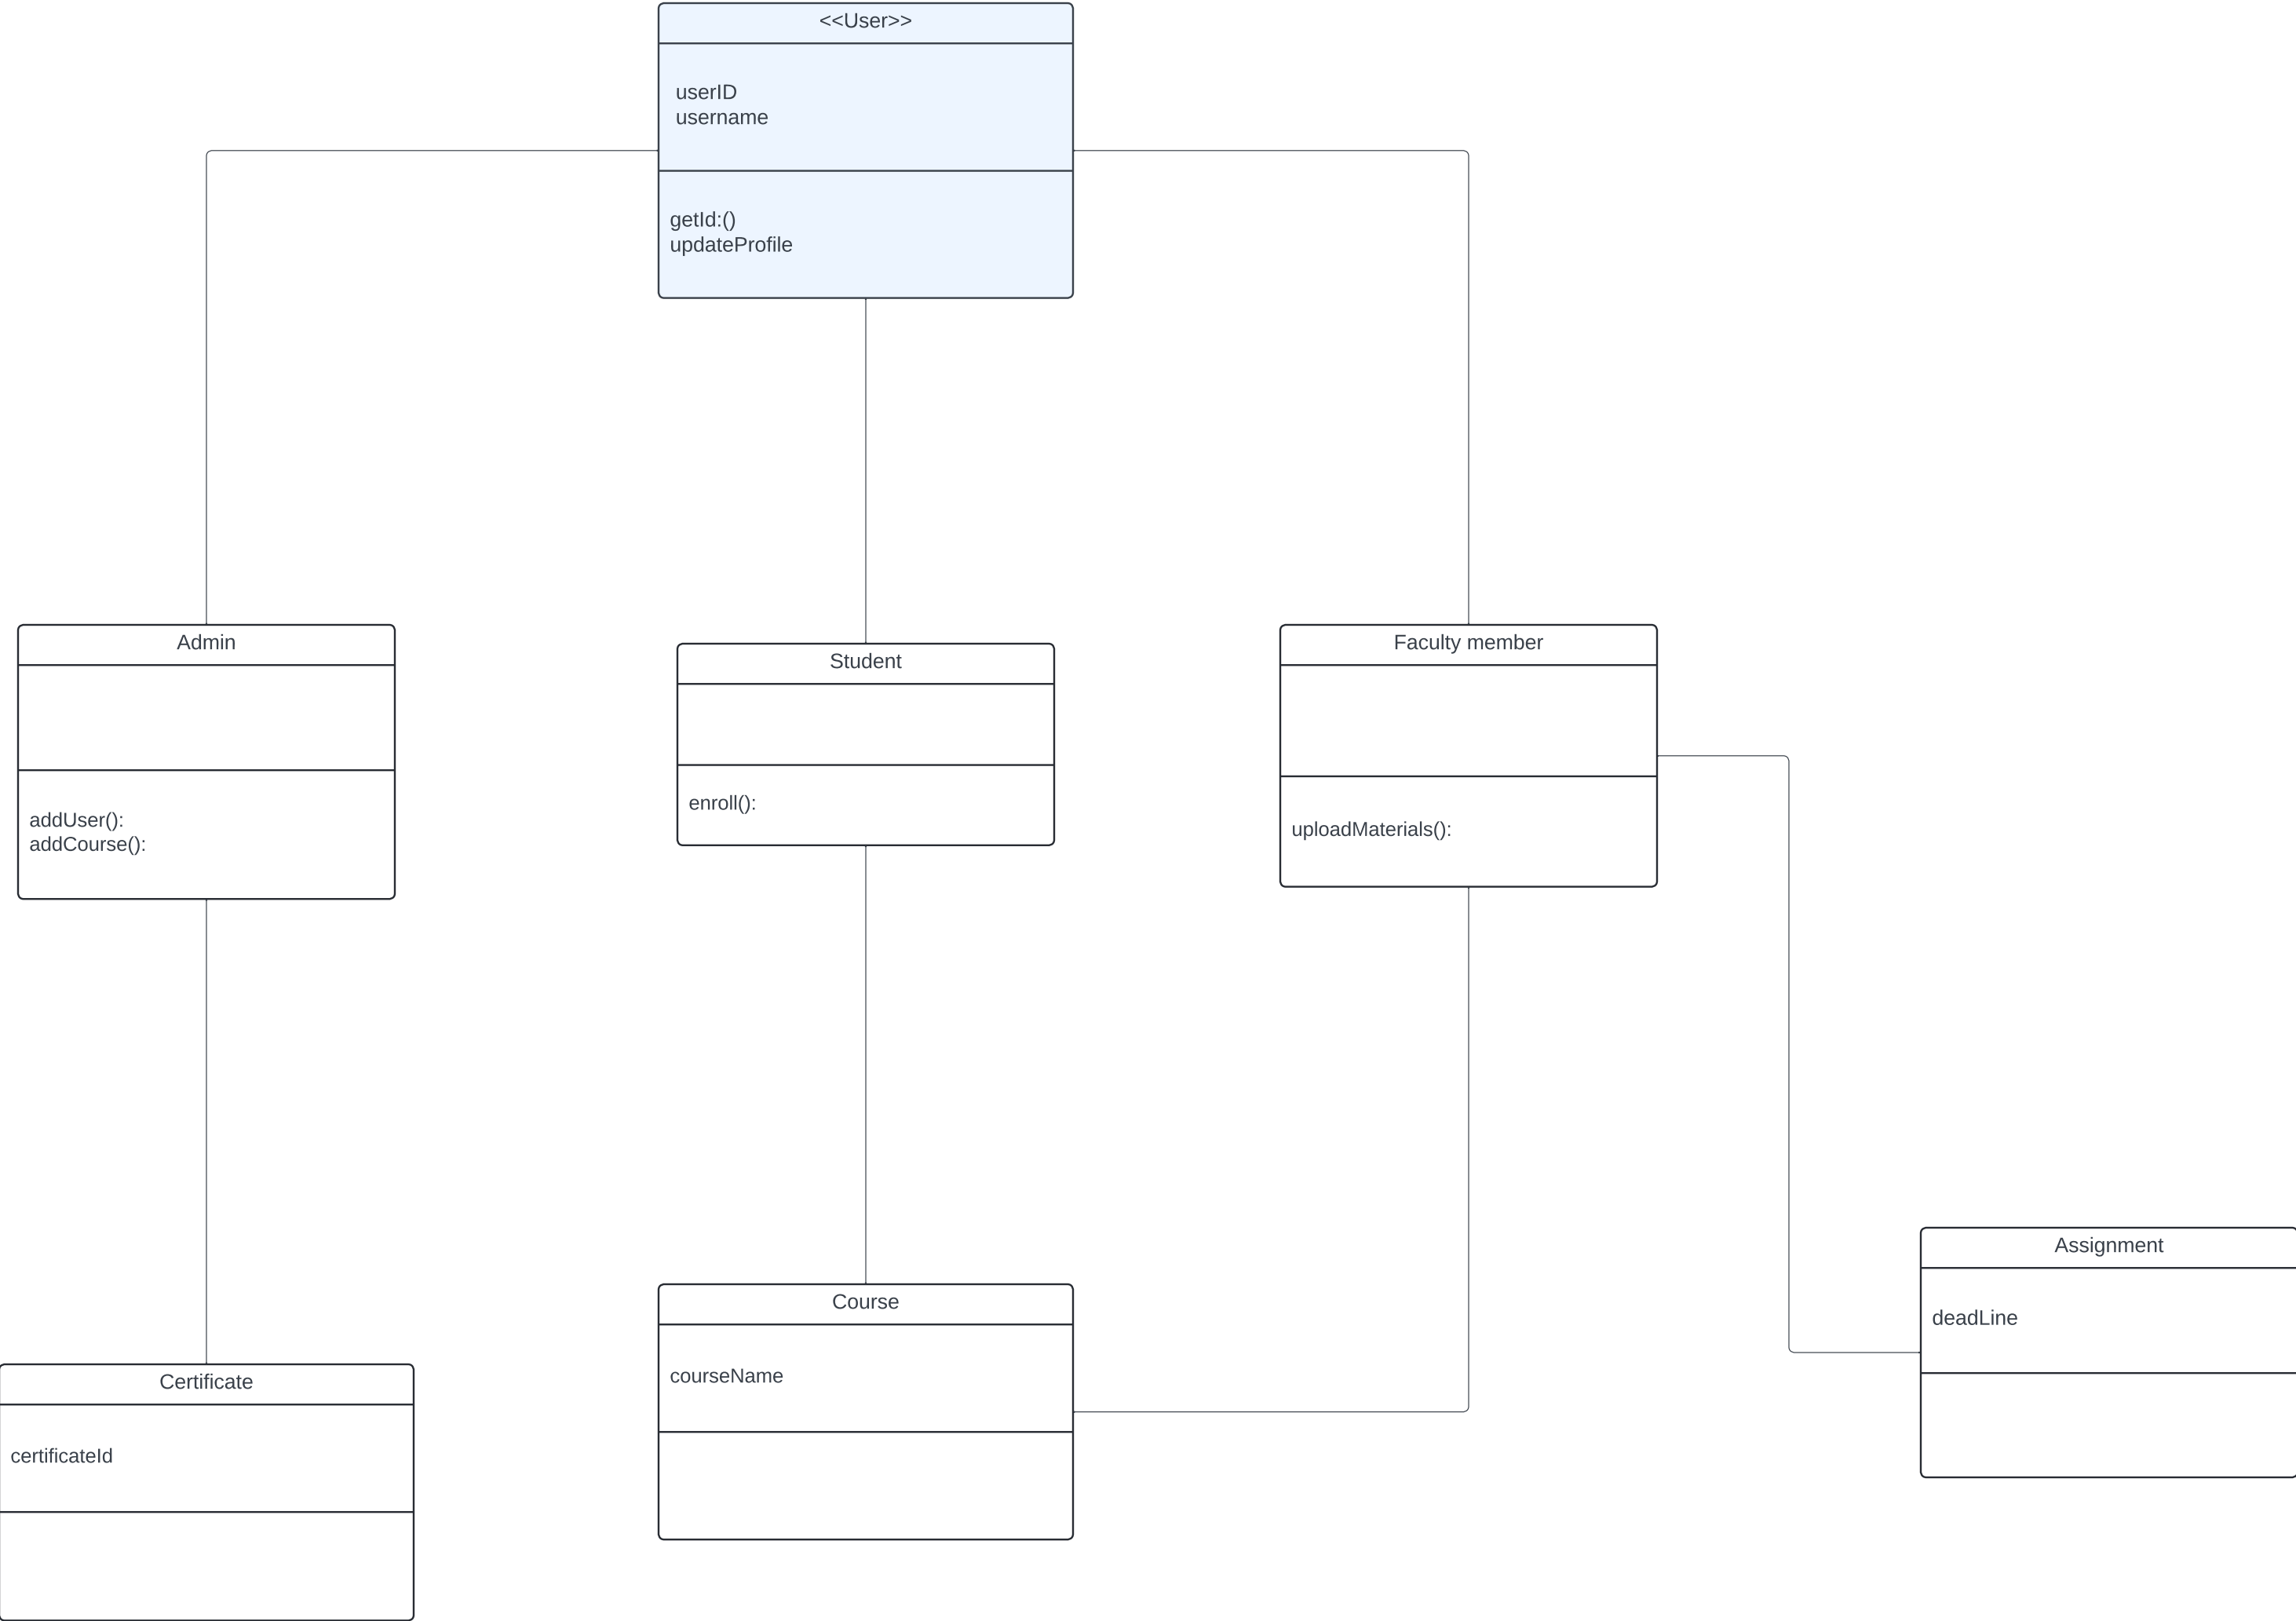 <<User>>
userID
username
getId:()
updateProfile
Admin
addUser():
addCourse():
Student
enroll():
Faculty member
uploadMaterials():
Certificate
certificateId
Course
courseName
Assignment
deadLine